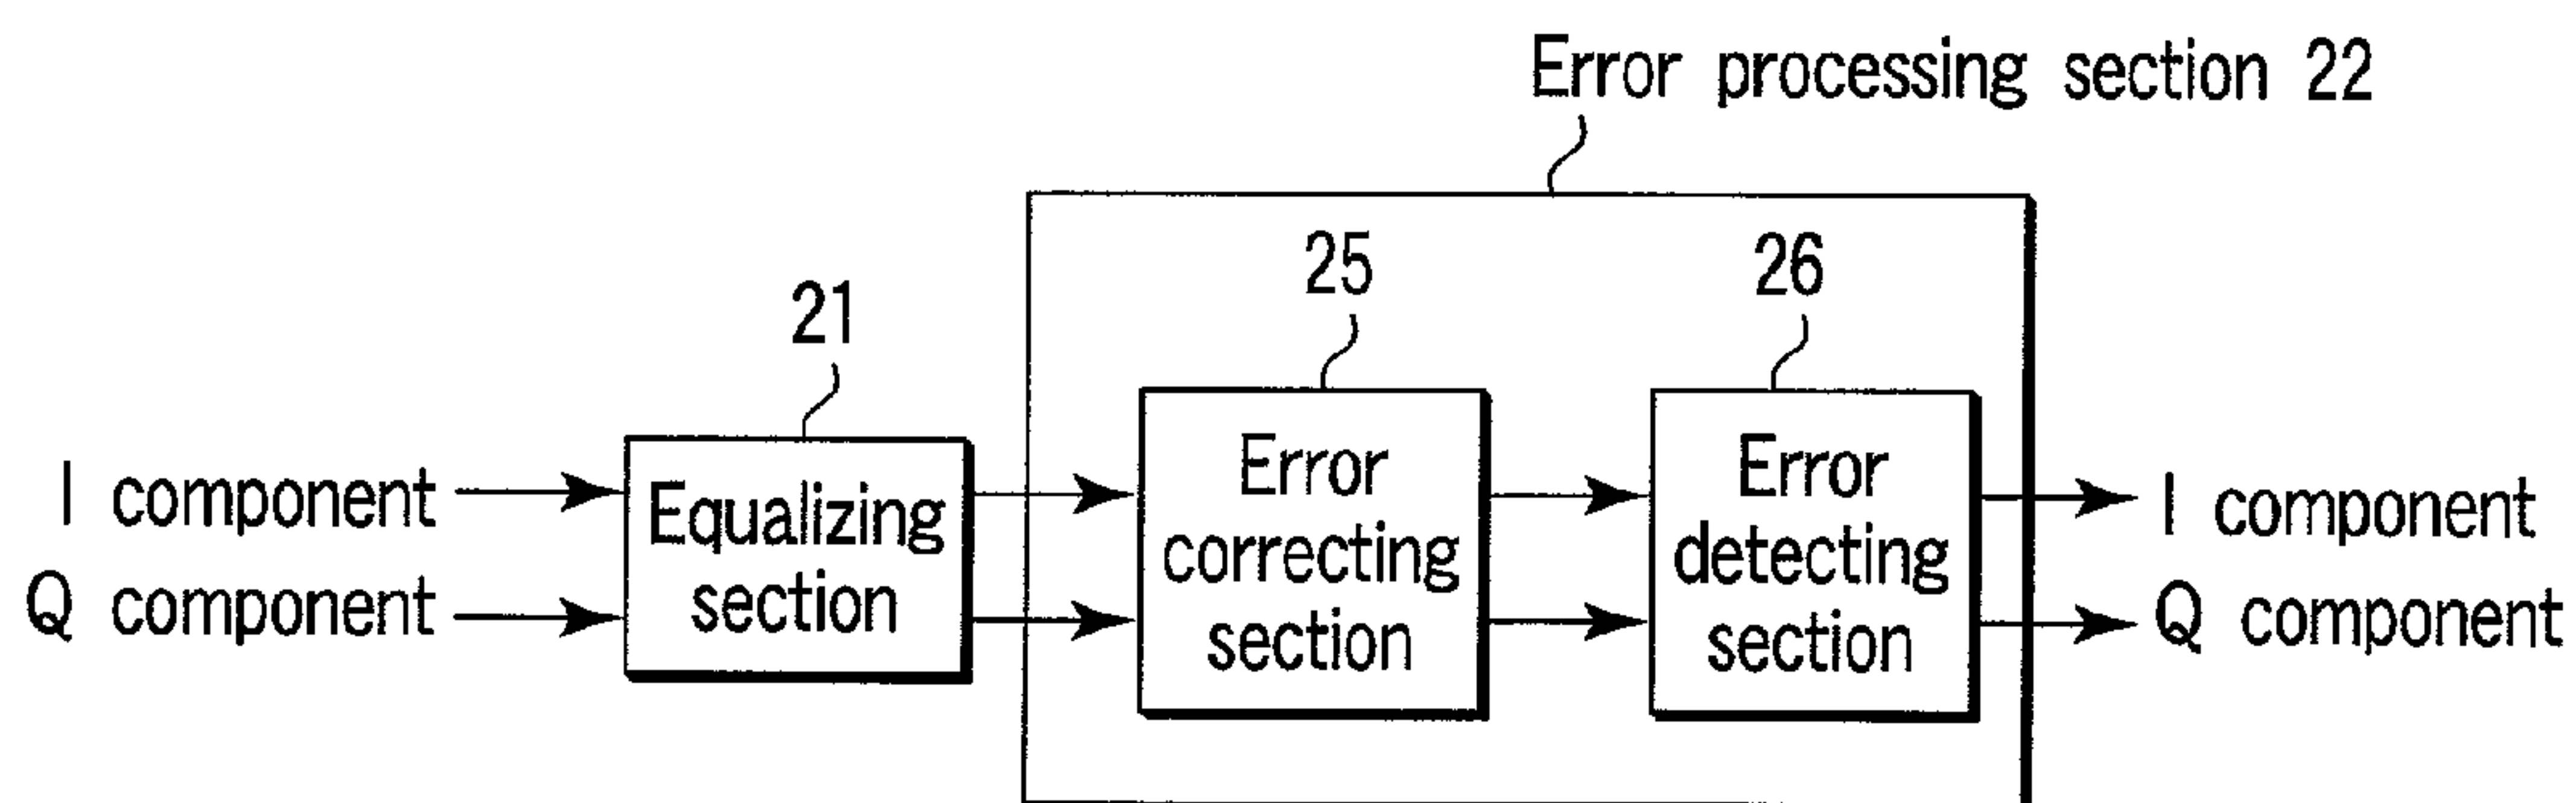 Error processing section 22
25
26
21
I component
Q component
Equalizing
section
Error
correcting
section
Error
detecting
section
I component
Q component